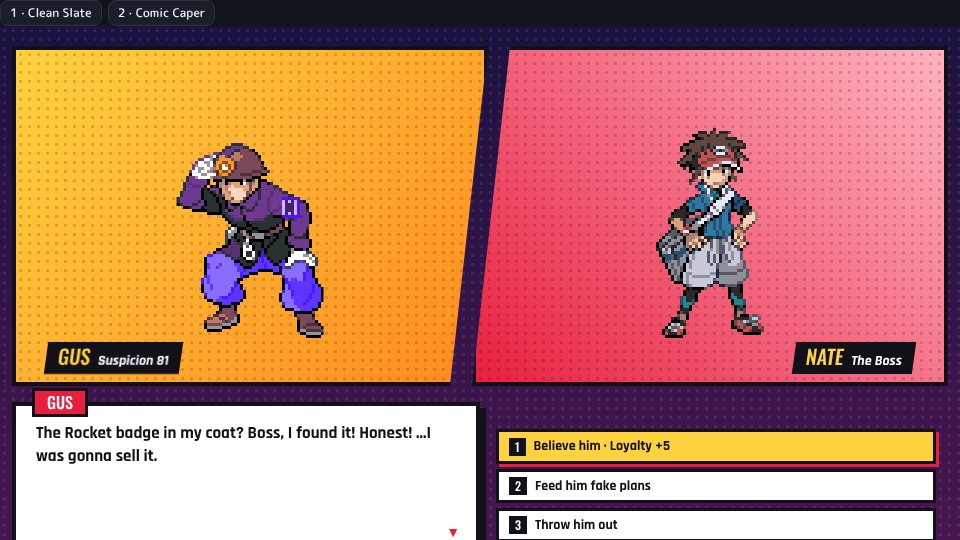 1 · Clean Slate
2 · Comic Caper
GUS Suspicion 81
NATE The Boss
GUS
The Rocket badge in my coat? Boss, I found it! Honest! ...I
was gonna sell it.
1 Believe him · Loyalty +5
2 Feed him fake plans
3 Throw him out